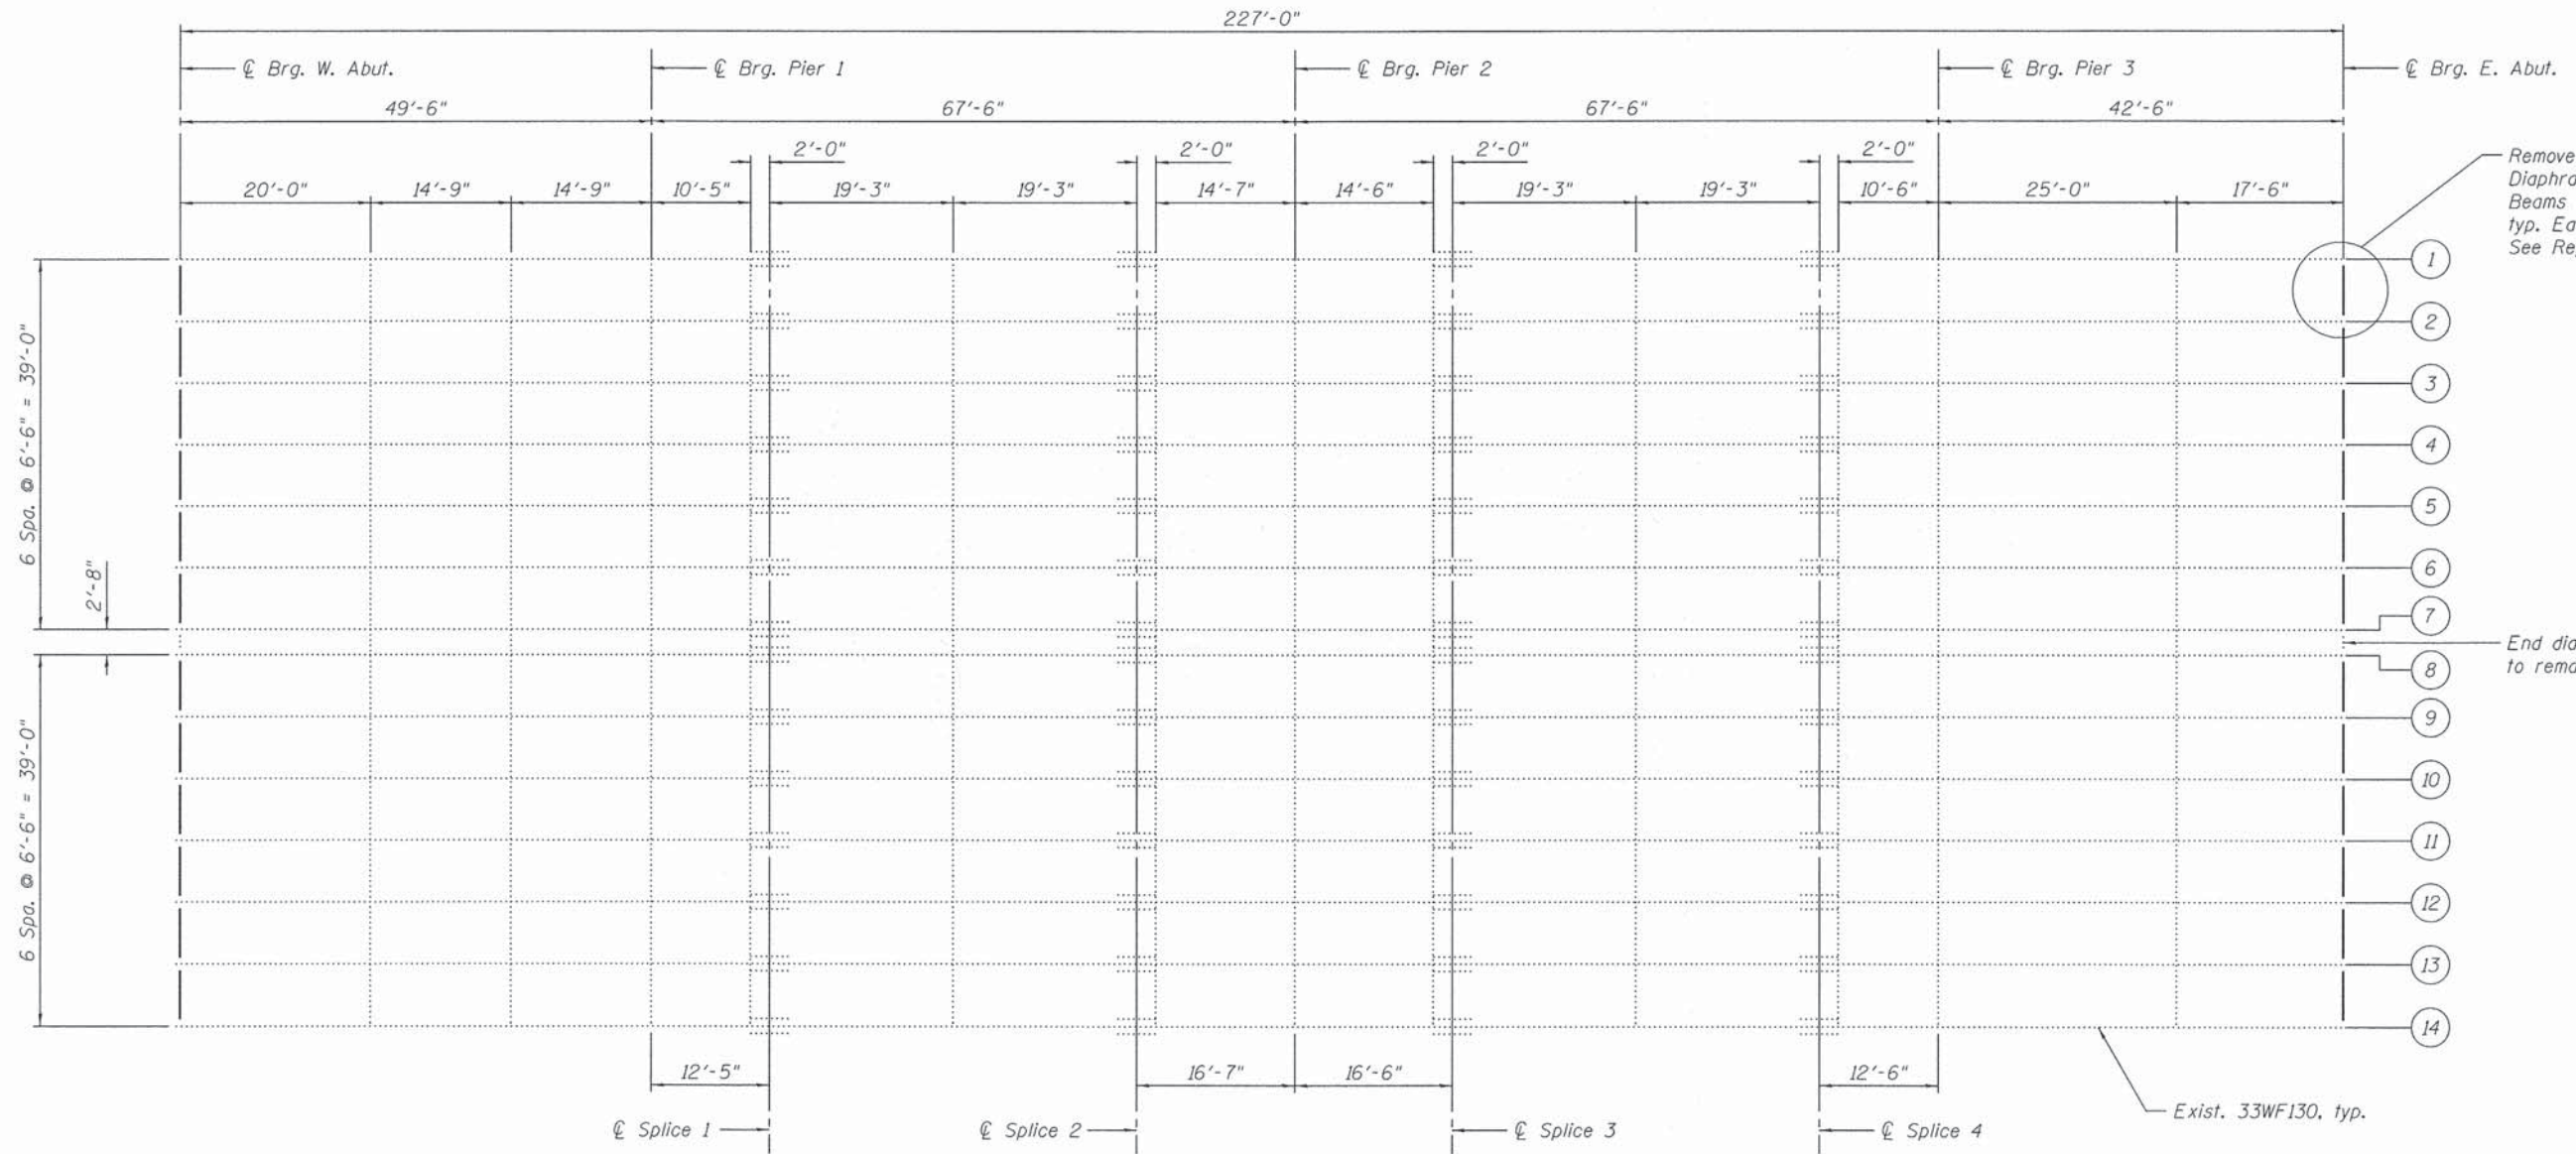 227'-0"
℄ Brg. W. Abut.
℄ Brg. Pier 1
℄ Brg. Pier 2
℄ Brg. Pier 3
℄ Brg. E. Abut.
49'-6"
67'-6"
67'-6"
42'-6"
2'-0"
2'-0"
2'-0"
2'-0"
20'-0"
14'-9"
14'-9"
10'-5"
19'-3"
19'-3"
14'-7"
14'-6"
19'-3"
19'-3"
10'-6"
25'-0"
17'-6"
Remove
Beams
typ.
See
1
2
3
4
5
6
7
8
9
10
11
12
13
14
6 Spa. @ 6'-6" = 39'-0"
2'-8"
6 Spa. @ 6'-6" = 39'-0"
End
to
12'-5"
16'-7"
16'-6"
12'-6"
℄ Splice 1
℄ Splice 2
℄ Splice 3
℄ Splice 4
Exist. 33WF130, typ.